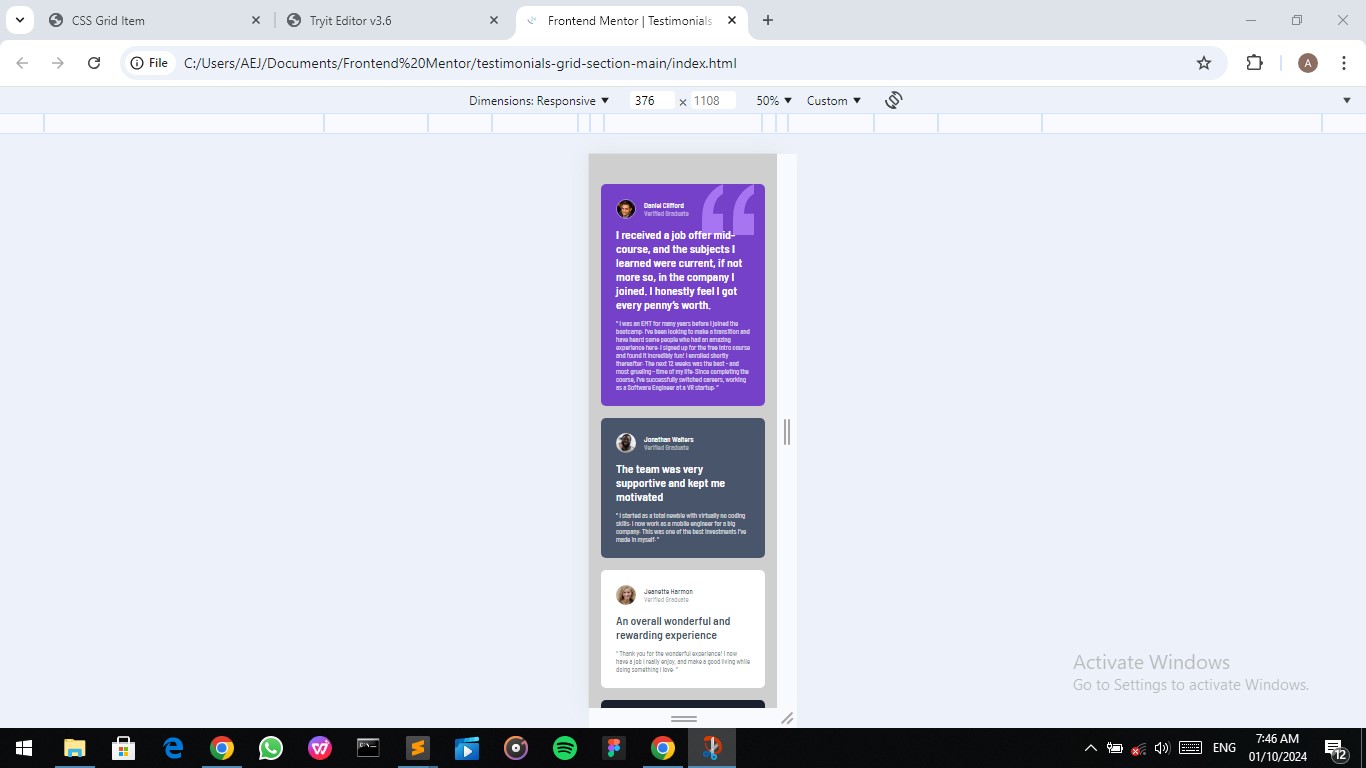 CSS Grid Item
Tryit Editor v3.6
Frontend Mentor | Testimonials
File
C:/Users/AEJ/Documents/Frontend%20Mentor/testimonials-grid-section-main/index.html
A
Dimensions: Responsive
376 × 1108
50%
Custom
Daniel Clifford
Verified Graduate
I received a job offer mid-
course, and the subjects I
learned were current, if not
more so, in the company I
joined. I honestly feel I got
every penny's worth.
" I was an EMT for many years before I joined the
bootcamp. I've been looking to make a transition and
have heard some people who had an amazing
experience here. I signed up for the free intro course
and found it incredibly fun! I enrolled shortly
thereafter. The next 12 weeks was the best - and
most grueling - time of my life. Since completing the
course, I've successfully switched careers, working
as a Software Engineer at a VR startup. "
Jonathan Walters
Verified Graduate
The team was very
supportive and kept me
motivated
" I started as a total newbie with virtually no coding
skills. I now work as a mobile engineer for a big
company. This was one of the best investments I've
made in myself. "
Jeanette Harmon
Verified Graduate
An overall wonderful and
rewarding experience
" Thank you for the wonderful experience! I now
have a job I really enjoy, and make a good living while
doing something I love. "
Activate Windows
Go to Settings to activate Windows.
ENG
7:46 AM
01/10/2024
12